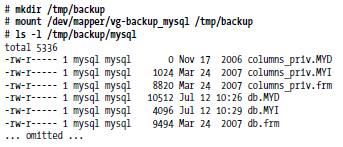 # mkdir /tmp/backup
# mount /dev/mapper/vg-backup_mysql /tmp/backup
# ls -l /tmp/backup/mysql
total 5336
-rw-r----- 1 mysql mysql 0 Nov 17 2006 columns_priv.MYD
-rw-r----- 1 mysql mysql 1024 Mar 24 2007 columns_priv.MYI
-rw-r----- 1 mysql mysql 8820 Mar 24 2007 columns_priv.frm
-rw-r----- 1 mysql mysql 10512 Jul 12 10:26 db.MYD
-rw-r----- 1 mysql mysql 4096 Jul 12 10:29 db.MYI
-rw-r----- 1 mysql mysql 9494 Mar 24 2007 db.frm
... omitted ...